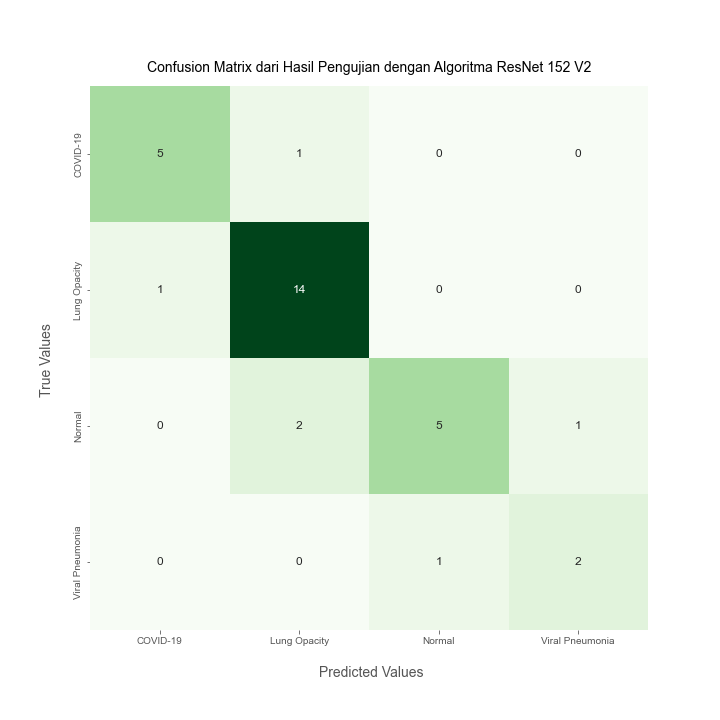 Confusion Matrix dari Hasil Pengujian dengan Algoritma ResNet 152 V2
True Values
COVID-19
5 1 0 0
Lung Opacity
1 14 0 0
Normal
0 2 5 1
Viral Pneumonia
0 0 1 2
COVID-19 Lung Opacity Normal Viral Pneumonia
Predicted Values